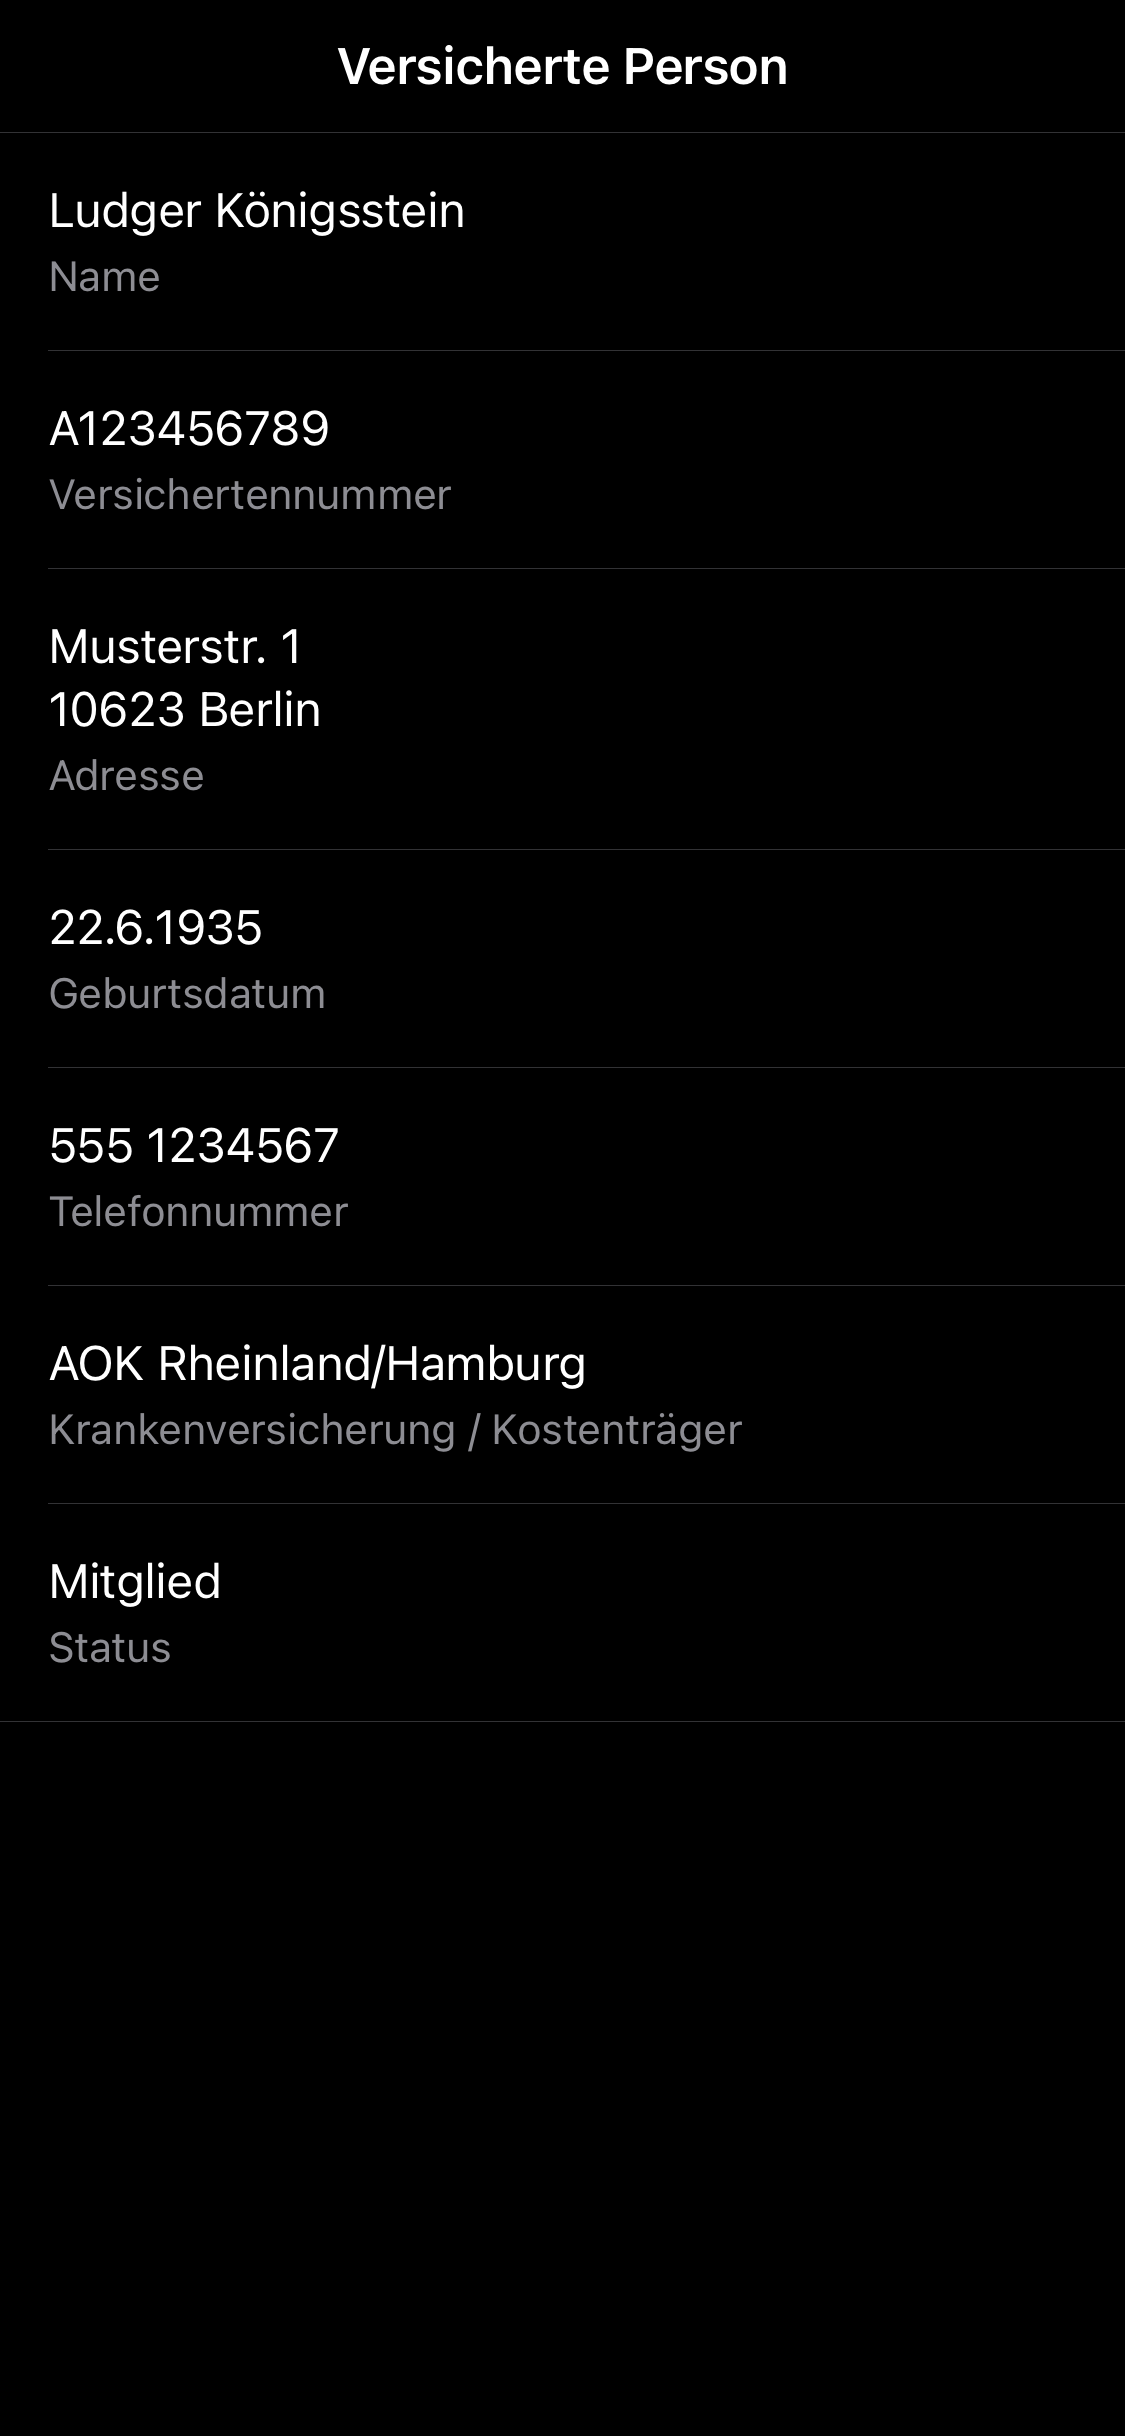 Versicherte Person
Ludger Königsstein
Name
A123456789
Versichertennummer
Musterstr. 1
10623 Berlin
Adresse
22.6.1935
Geburtsdatum
555 1234567
Telefonnummer
AOK Rheinland/Hamburg
Krankenversicherung / Kostenträger
Mitglied
Status